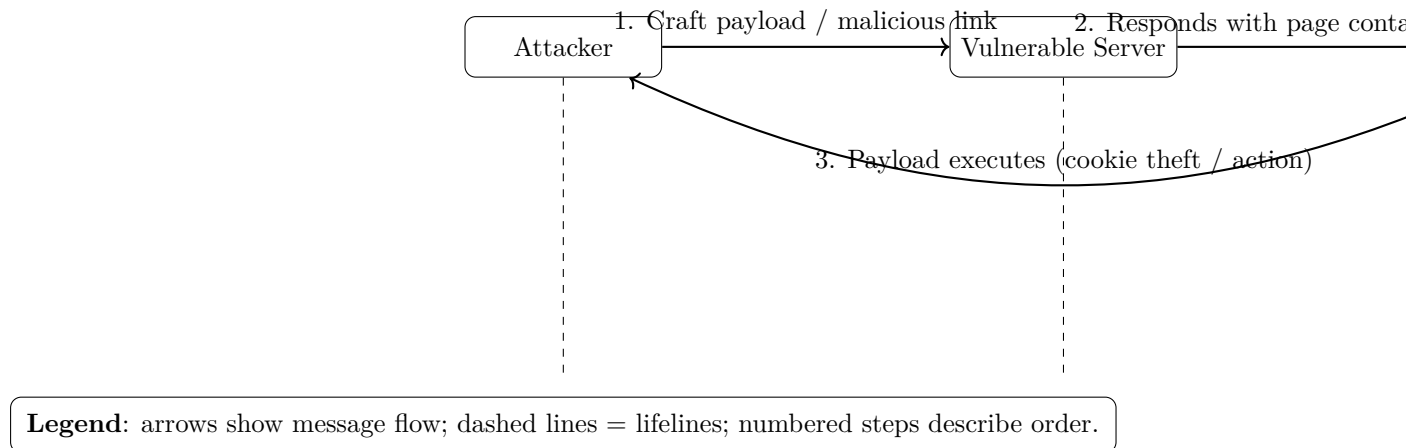 1. Craft payload / malicious link
2. Responds with page
Attacker
Vulnerable Server
3. Payload executes (cookie theft / action)
Legend: arrows show message flow; dashed lines = lifelines; numbered steps describe order.